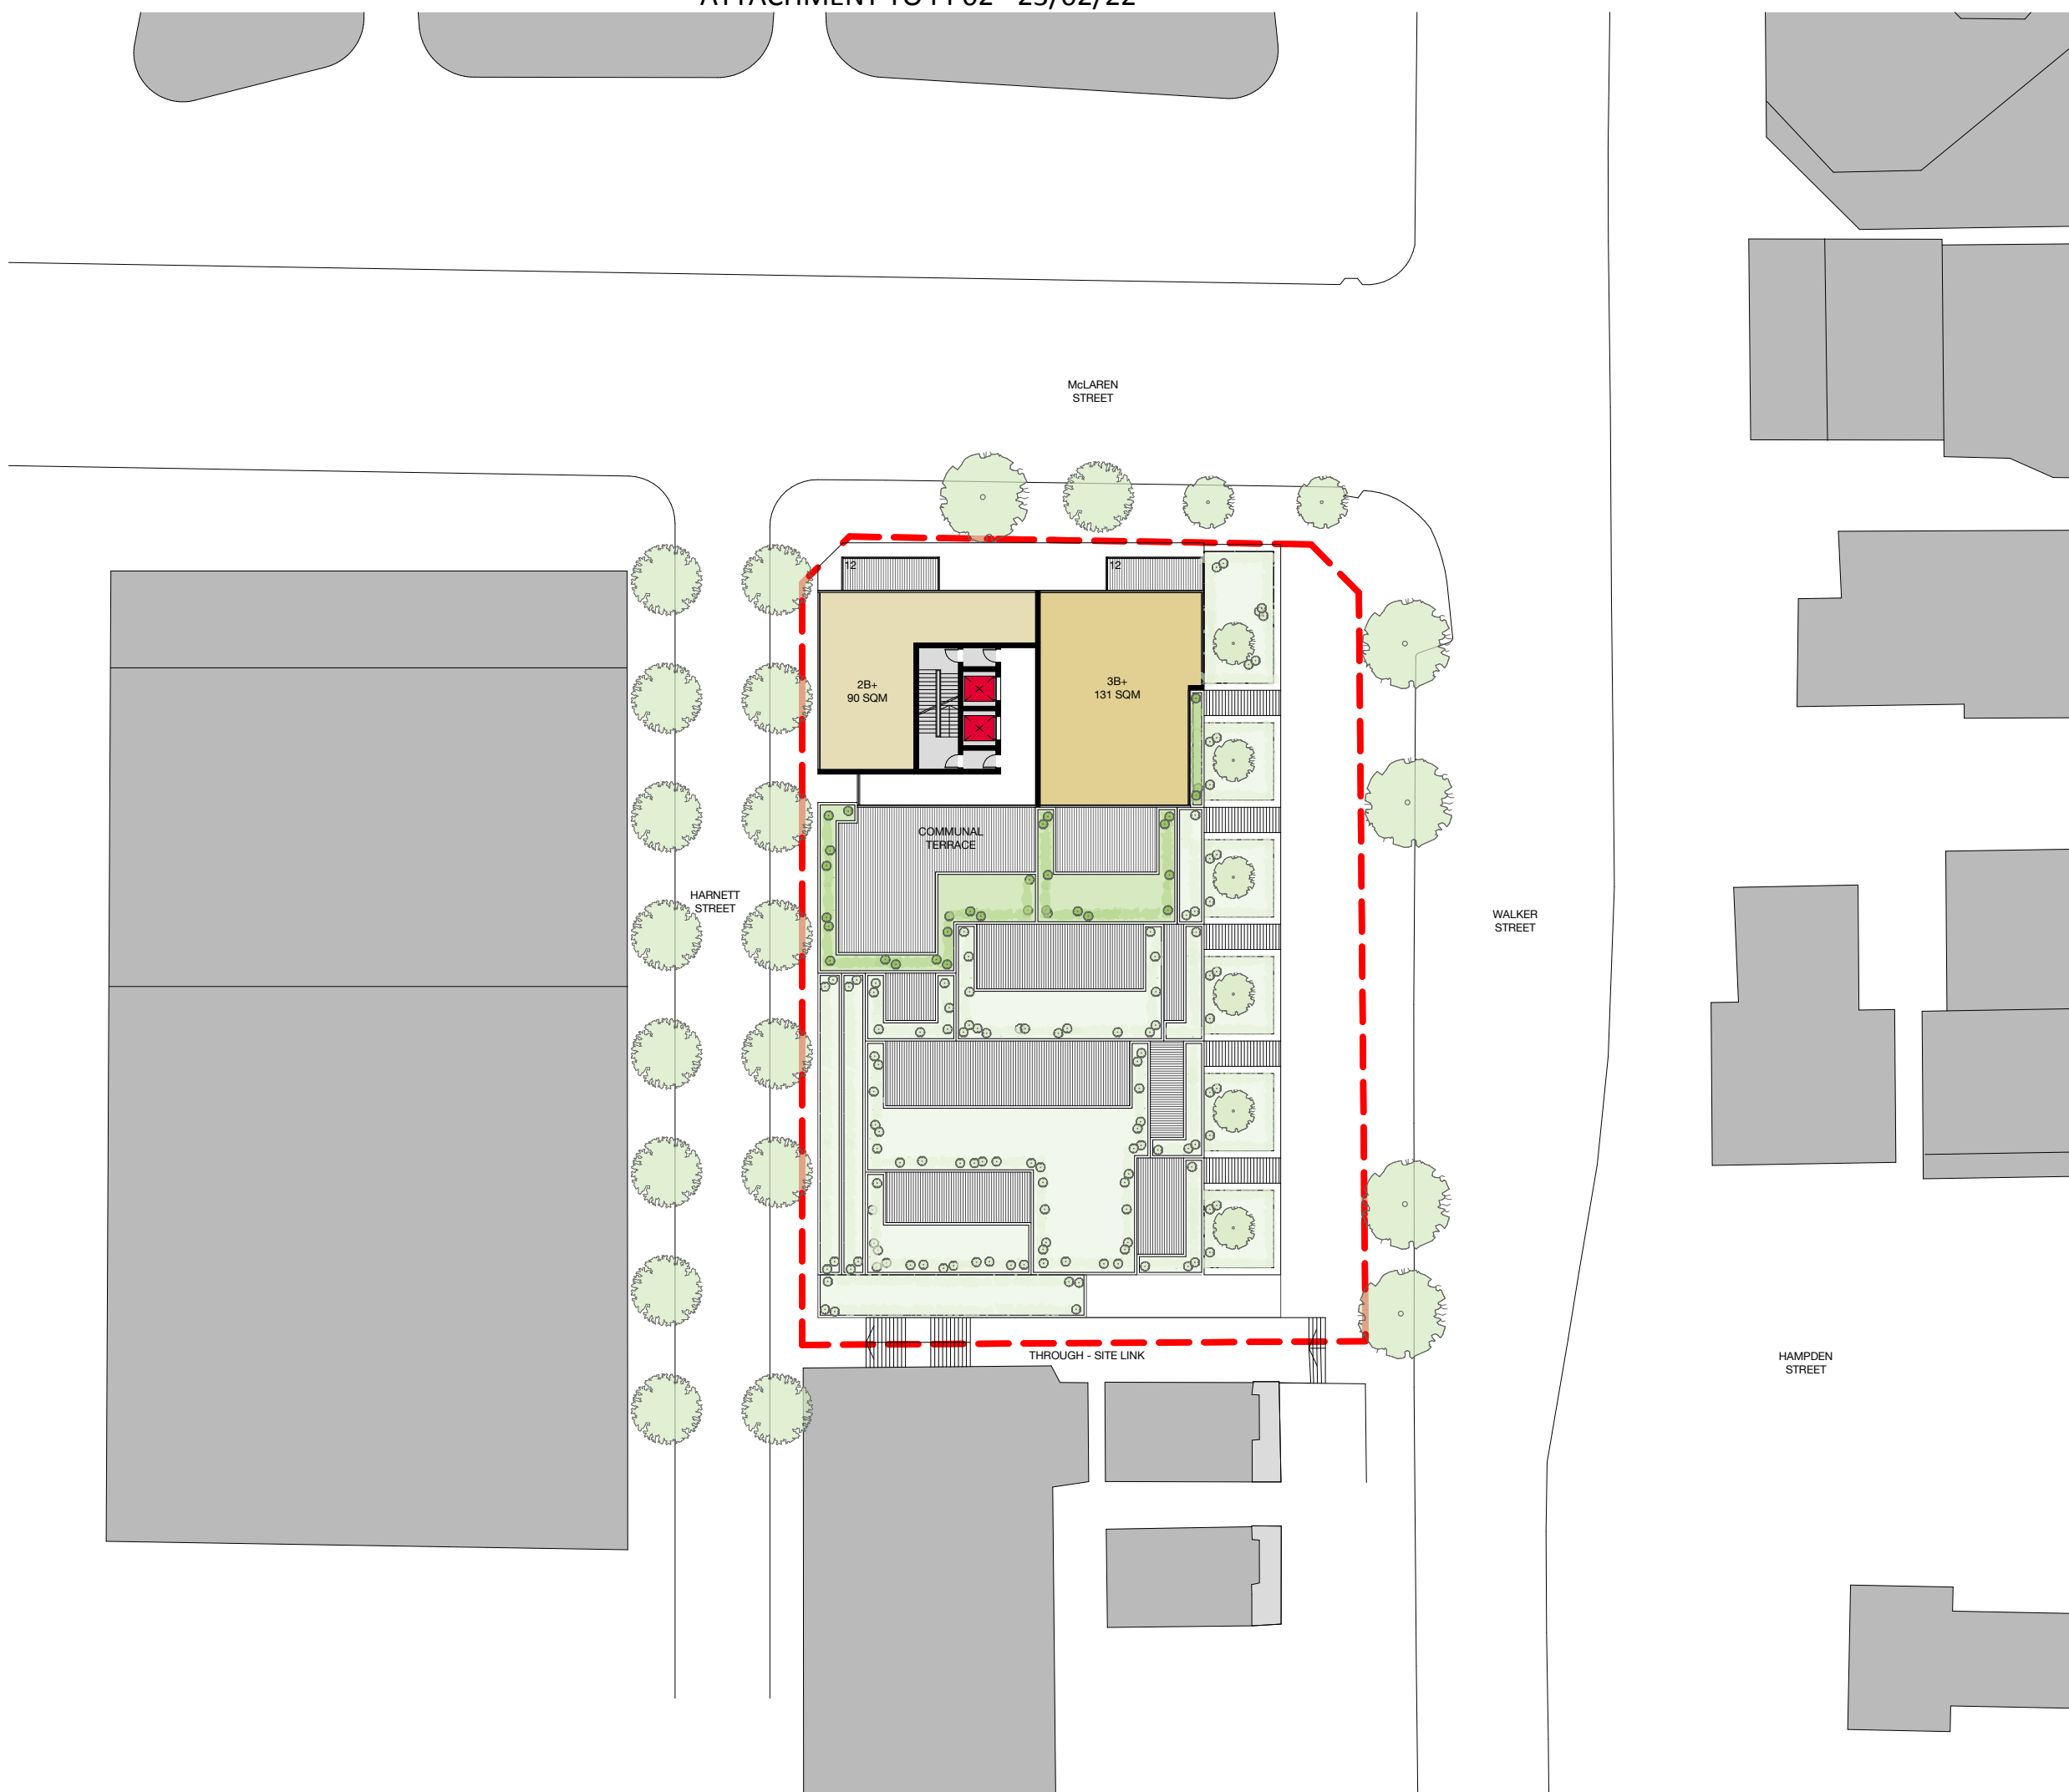 McLAREN
STREET
12
12
2B+
90 SQM
3B+
131 SQM
COMMUNAL
TERRACE
HARNETT
STREET
WALKER
STREET
THROUGH - SITE LINK
HAMPDEN
STREET